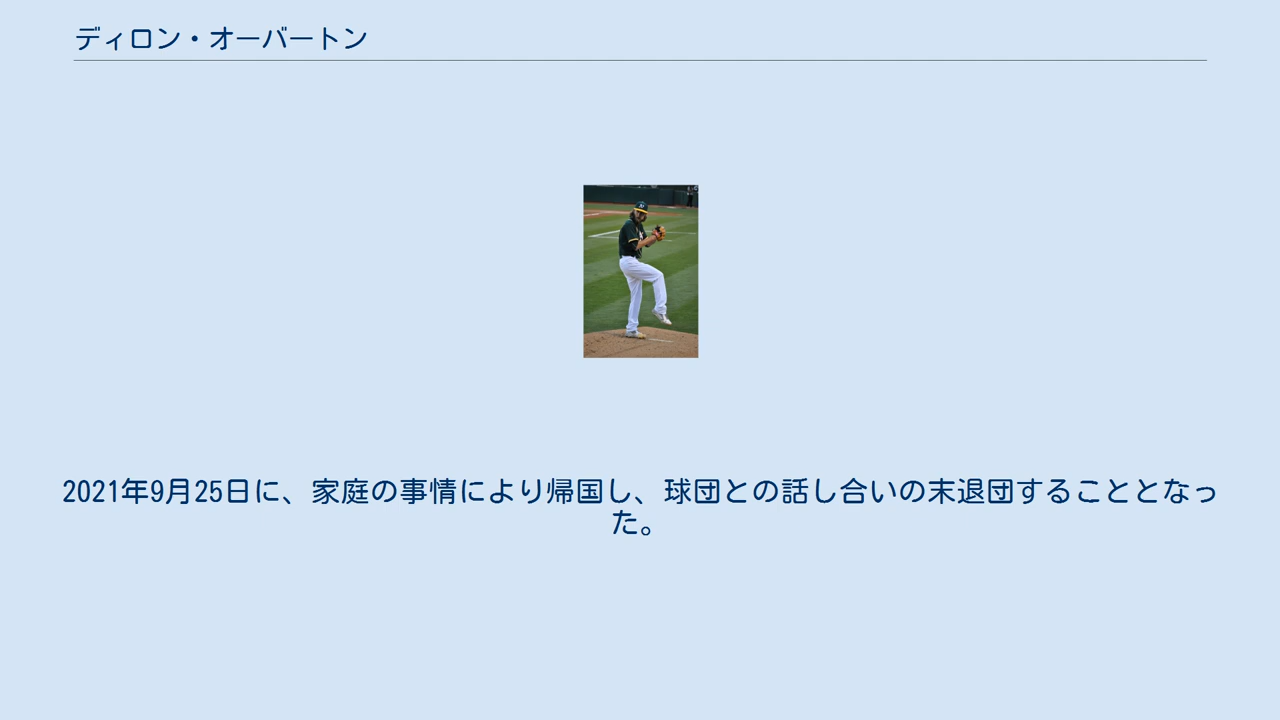 ディロン・オーバートン
2021年9月25日に、家庭の事情により帰国し、球団との話し合いの末退団することとなっ
た。